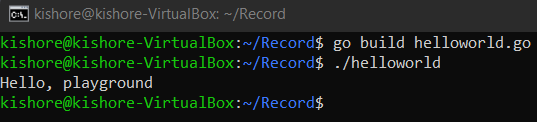 kishore@kishore-VirtualBox: ~/Record
kishore@kishore-VirtualBox:~/Record$ go build helloworld.go
kishore@kishore-VirtualBox:~/Record$ ./helloworld
Hello, playground
kishore@kishore-VirtualBox:~/Record$